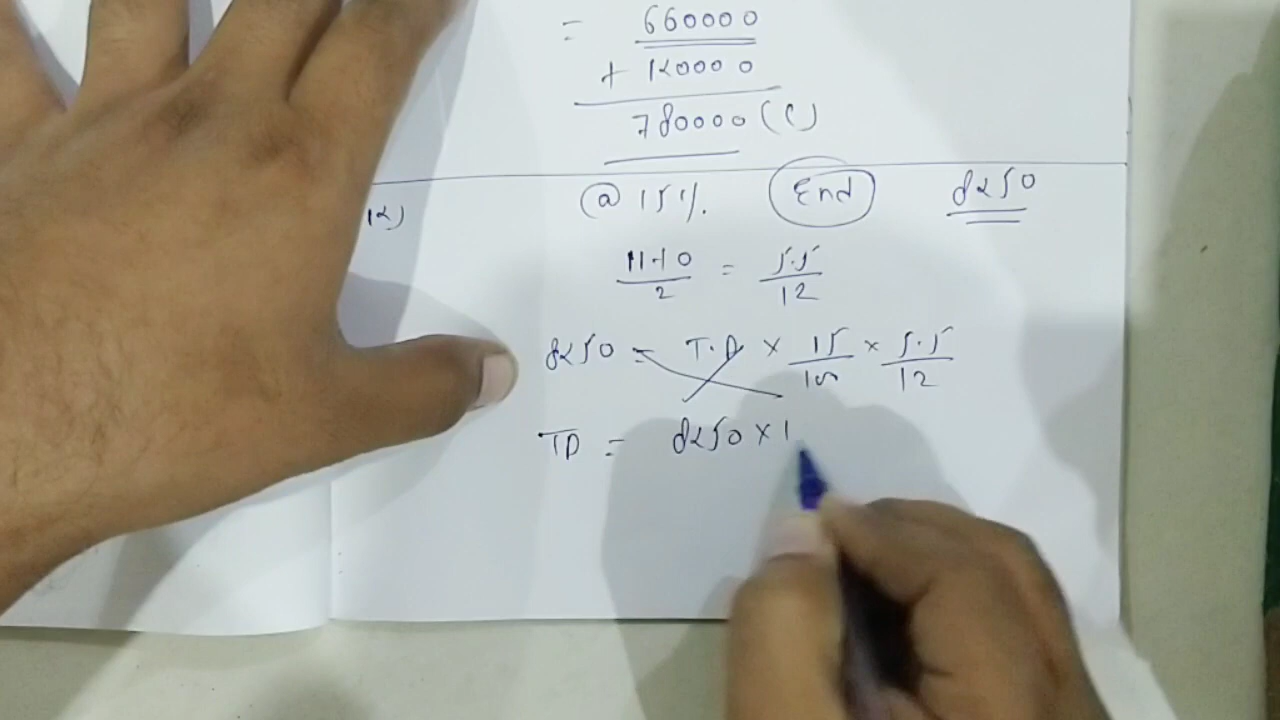 = 660000
+ 120000
780000 (C)
12) @ 15%. End 8250
11+0/2 = 5.5/12
8250 = T.D × 15/100 × 5.5/12
TD = 8250 × 1